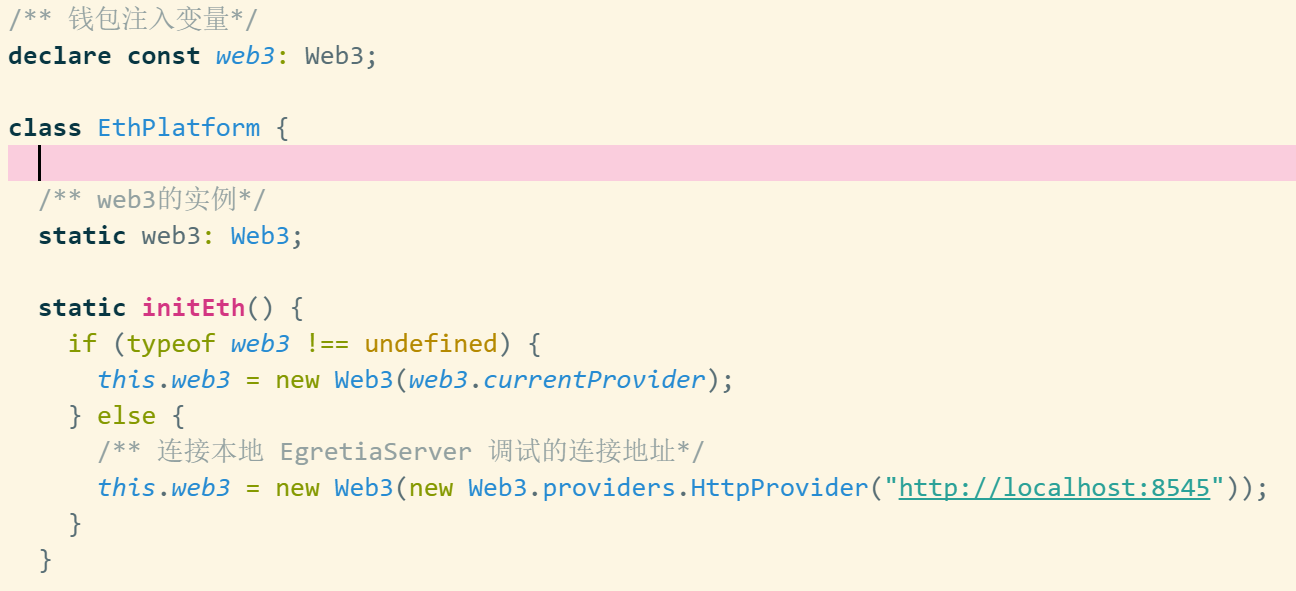 /** 钱包注入变量*/
declare const web3: Web3;
class EthPlatform {
/** web3的实例*/
static web3: Web3;
static initEth() {
if (typeof web3 !== undefined) {
this.web3 = new Web3(web3.currentProvider);
} else {
/** 连接本地 EgretiaServer 调试的连接地址*/
this.web3 = new Web3(new Web3.providers.HttpProvider("http://localhost:8545"));
}
}